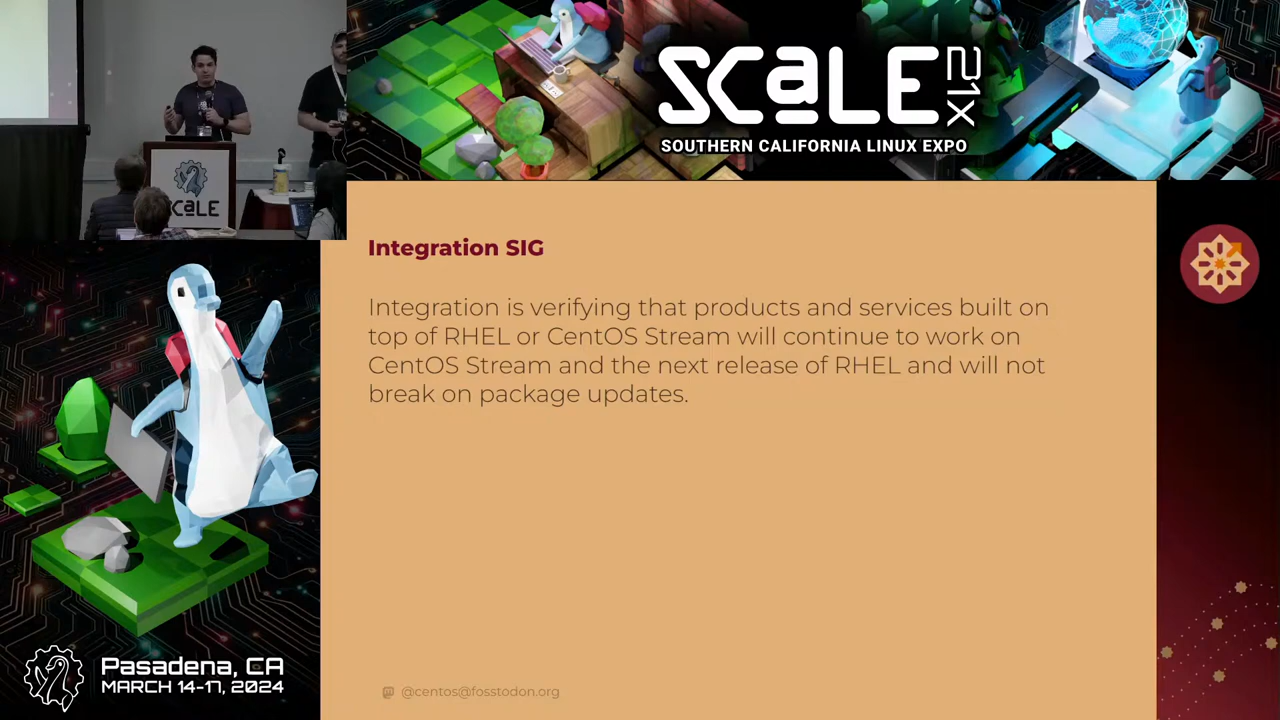 SCaLE 21X
SOUTHERN CALIFORNIA LINUX EXPO
SCaLE
Integration SIG
Integration is verifying that products and services built on
top of RHEL or CentOS Stream will continue to work on
CentOS Stream and the next release of RHEL and will not
break on package updates.
@centos@fosstodon.org
Pasadena, CA
MARCH 14-17, 2024